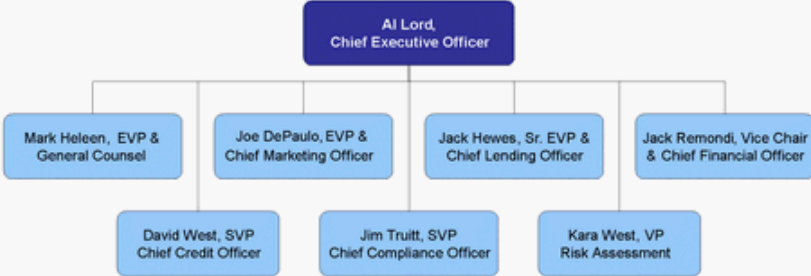 Al Lord,
Chief Executive Officer
Mark Heleen, EVP &
General Counsel
Joe DePaulo, EVP &
Chief Marketing Officer
Jack Hewes, Sr. EVP &
Chief Lending Officer
Jack Remondi, Vice Chair
& Chief Financial Officer
David West, SVP
Chief Credit Officer
Jim Truitt, SVP
Chief Compliance Officer
Kara West, VP
Risk Assessment